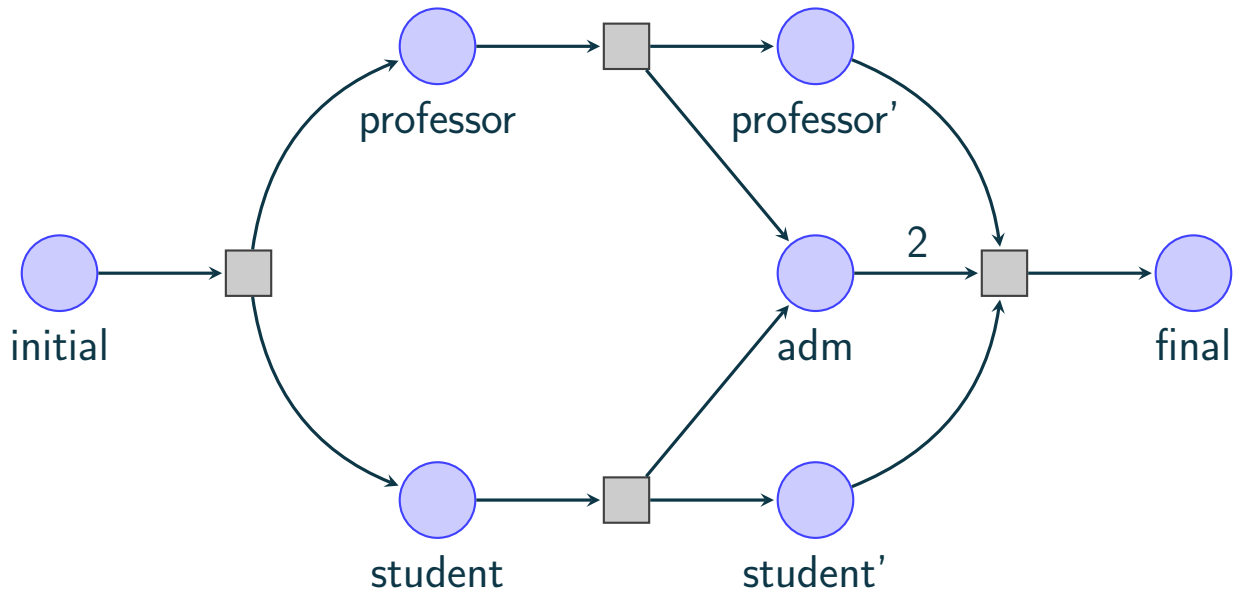 professor
professor'
2
initial
adm
final
student
student'